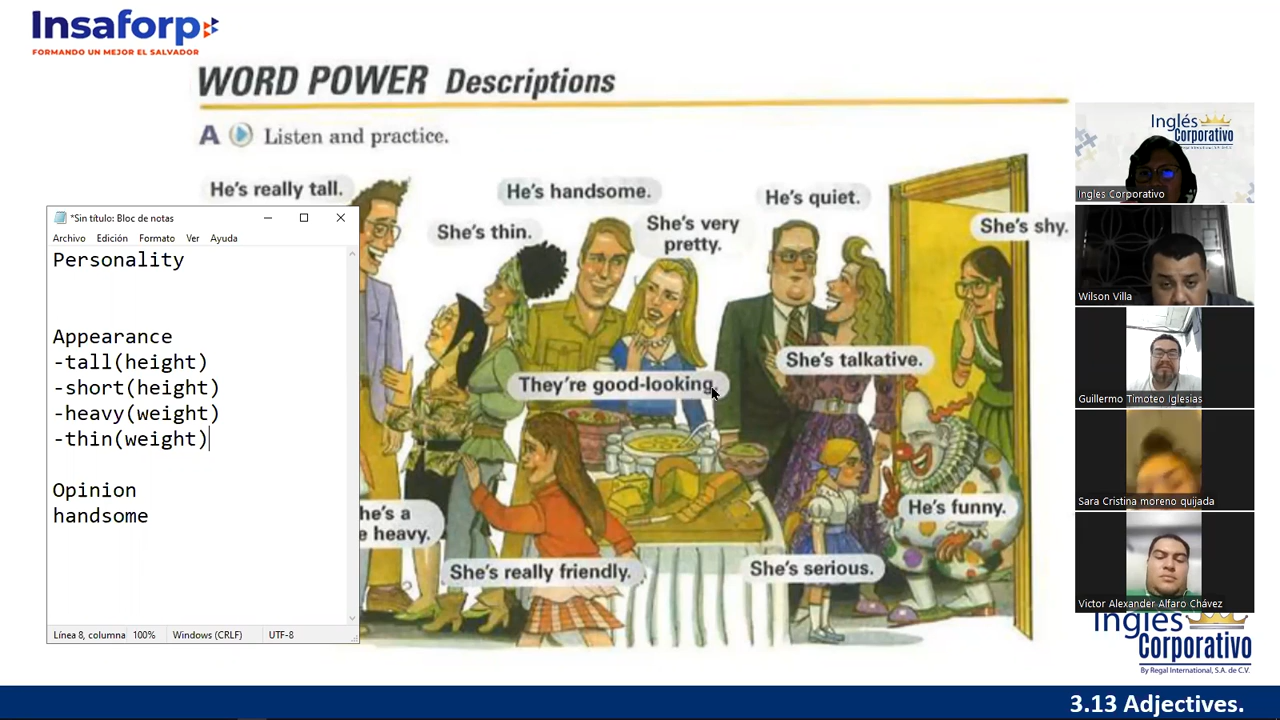 Insaforp
FORMANDO UN MEJOR EL SALVADOR
WORD POWER Descriptions
A Listen and practice.
He's really tall.
He's handsome.
He's quiet.
She's thin.
She's very
pretty.
She's shy.
They're good-looking.
She's talkative.
he's a
e heavy.
He's funny.
She's really friendly.
She's serious.
*Sin título: Bloc de notas
Archivo Edición Formato Ver Ayuda
Personality
Appearance
-tall(height)
-short(height)
-heavy(weight)
-thin(weight)
Opinion
handsome
Línea 8, columna 100% Windows (CRLF) UTF-8
Inglés
Corporativo
Ingles Corporativo
Wilson Villa
Guillermo Timoteo Iglesias
Sara Cristina moreno quijada
Victor Alexander Alfaro Chávez
Inglés
Corporativo
By Regal International, S.A. de C.V.
3.13 Adjectives.